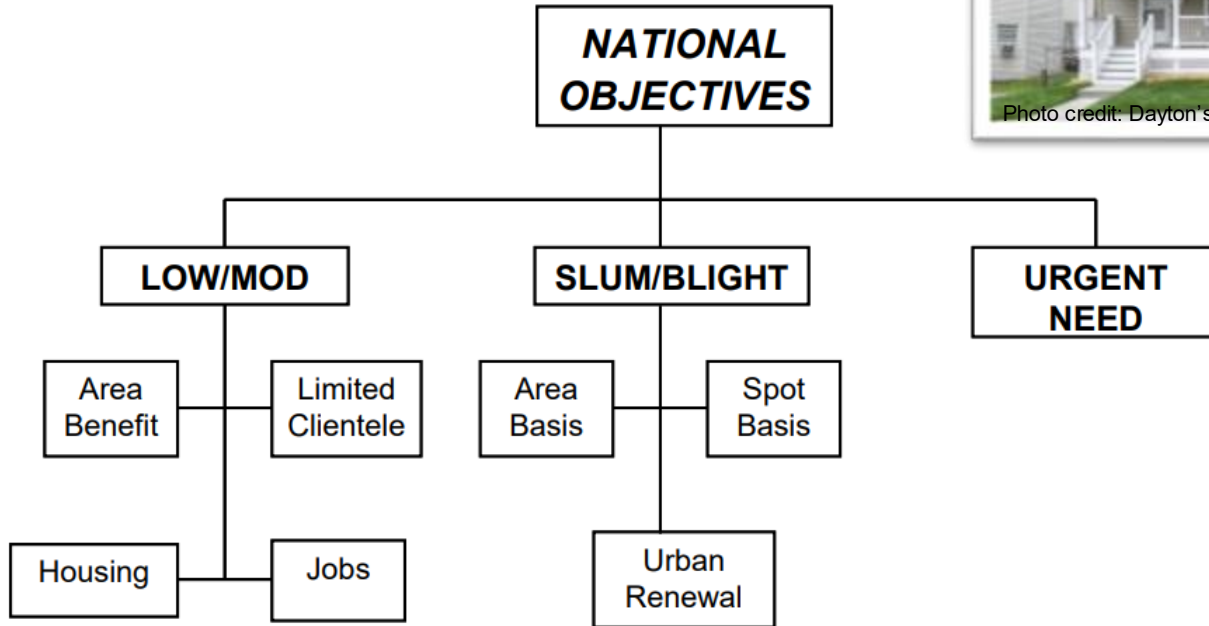 NATIONAL
OBJECTIVES
Photo credit: Dayton’s
LOW/MOD
SLUM/BLIGHT
URGENT
NEED
Area
Benefit
Limited
Clientele
Area
Basis
Spot
Basis
Housing
Jobs
Urban
Renewal